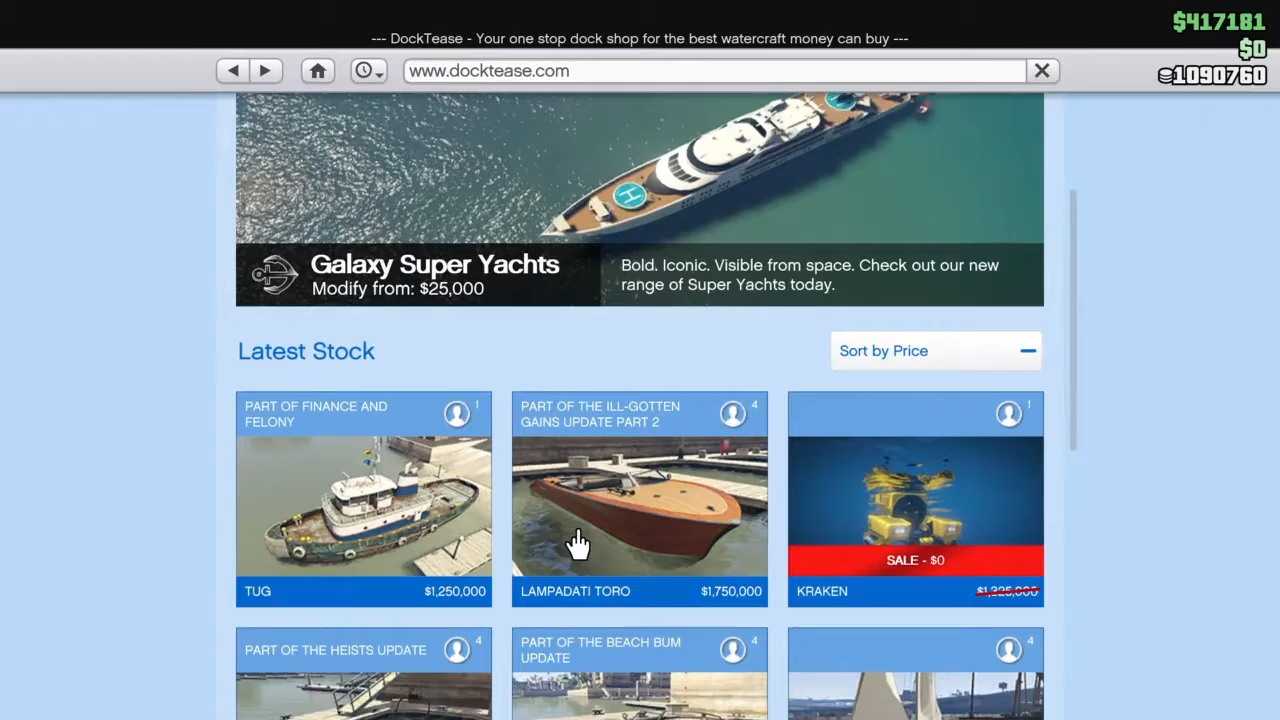 $417181
--- DockTease - Your one stop dock shop for the best watercraft money can buy ---
$0
www.docktease.com
1090760
Galaxy Super Yachts
Modify from: $25,000
Bold. Iconic. Visible from space. Check out our new
range of Super Yachts today.
Latest Stock
Sort by Price
PART OF FINANCE AND
FELONY
1
PART OF THE ILL-GOTTEN
GAINS UPDATE PART 2
4
1
SALE - $0
TUG
$1,250,000
LAMPADATI TORO
$1,750,000
KRAKEN
$1,325,000
PART OF THE HEISTS UPDATE
4
PART OF THE BEACH BUM
UPDATE
4
4